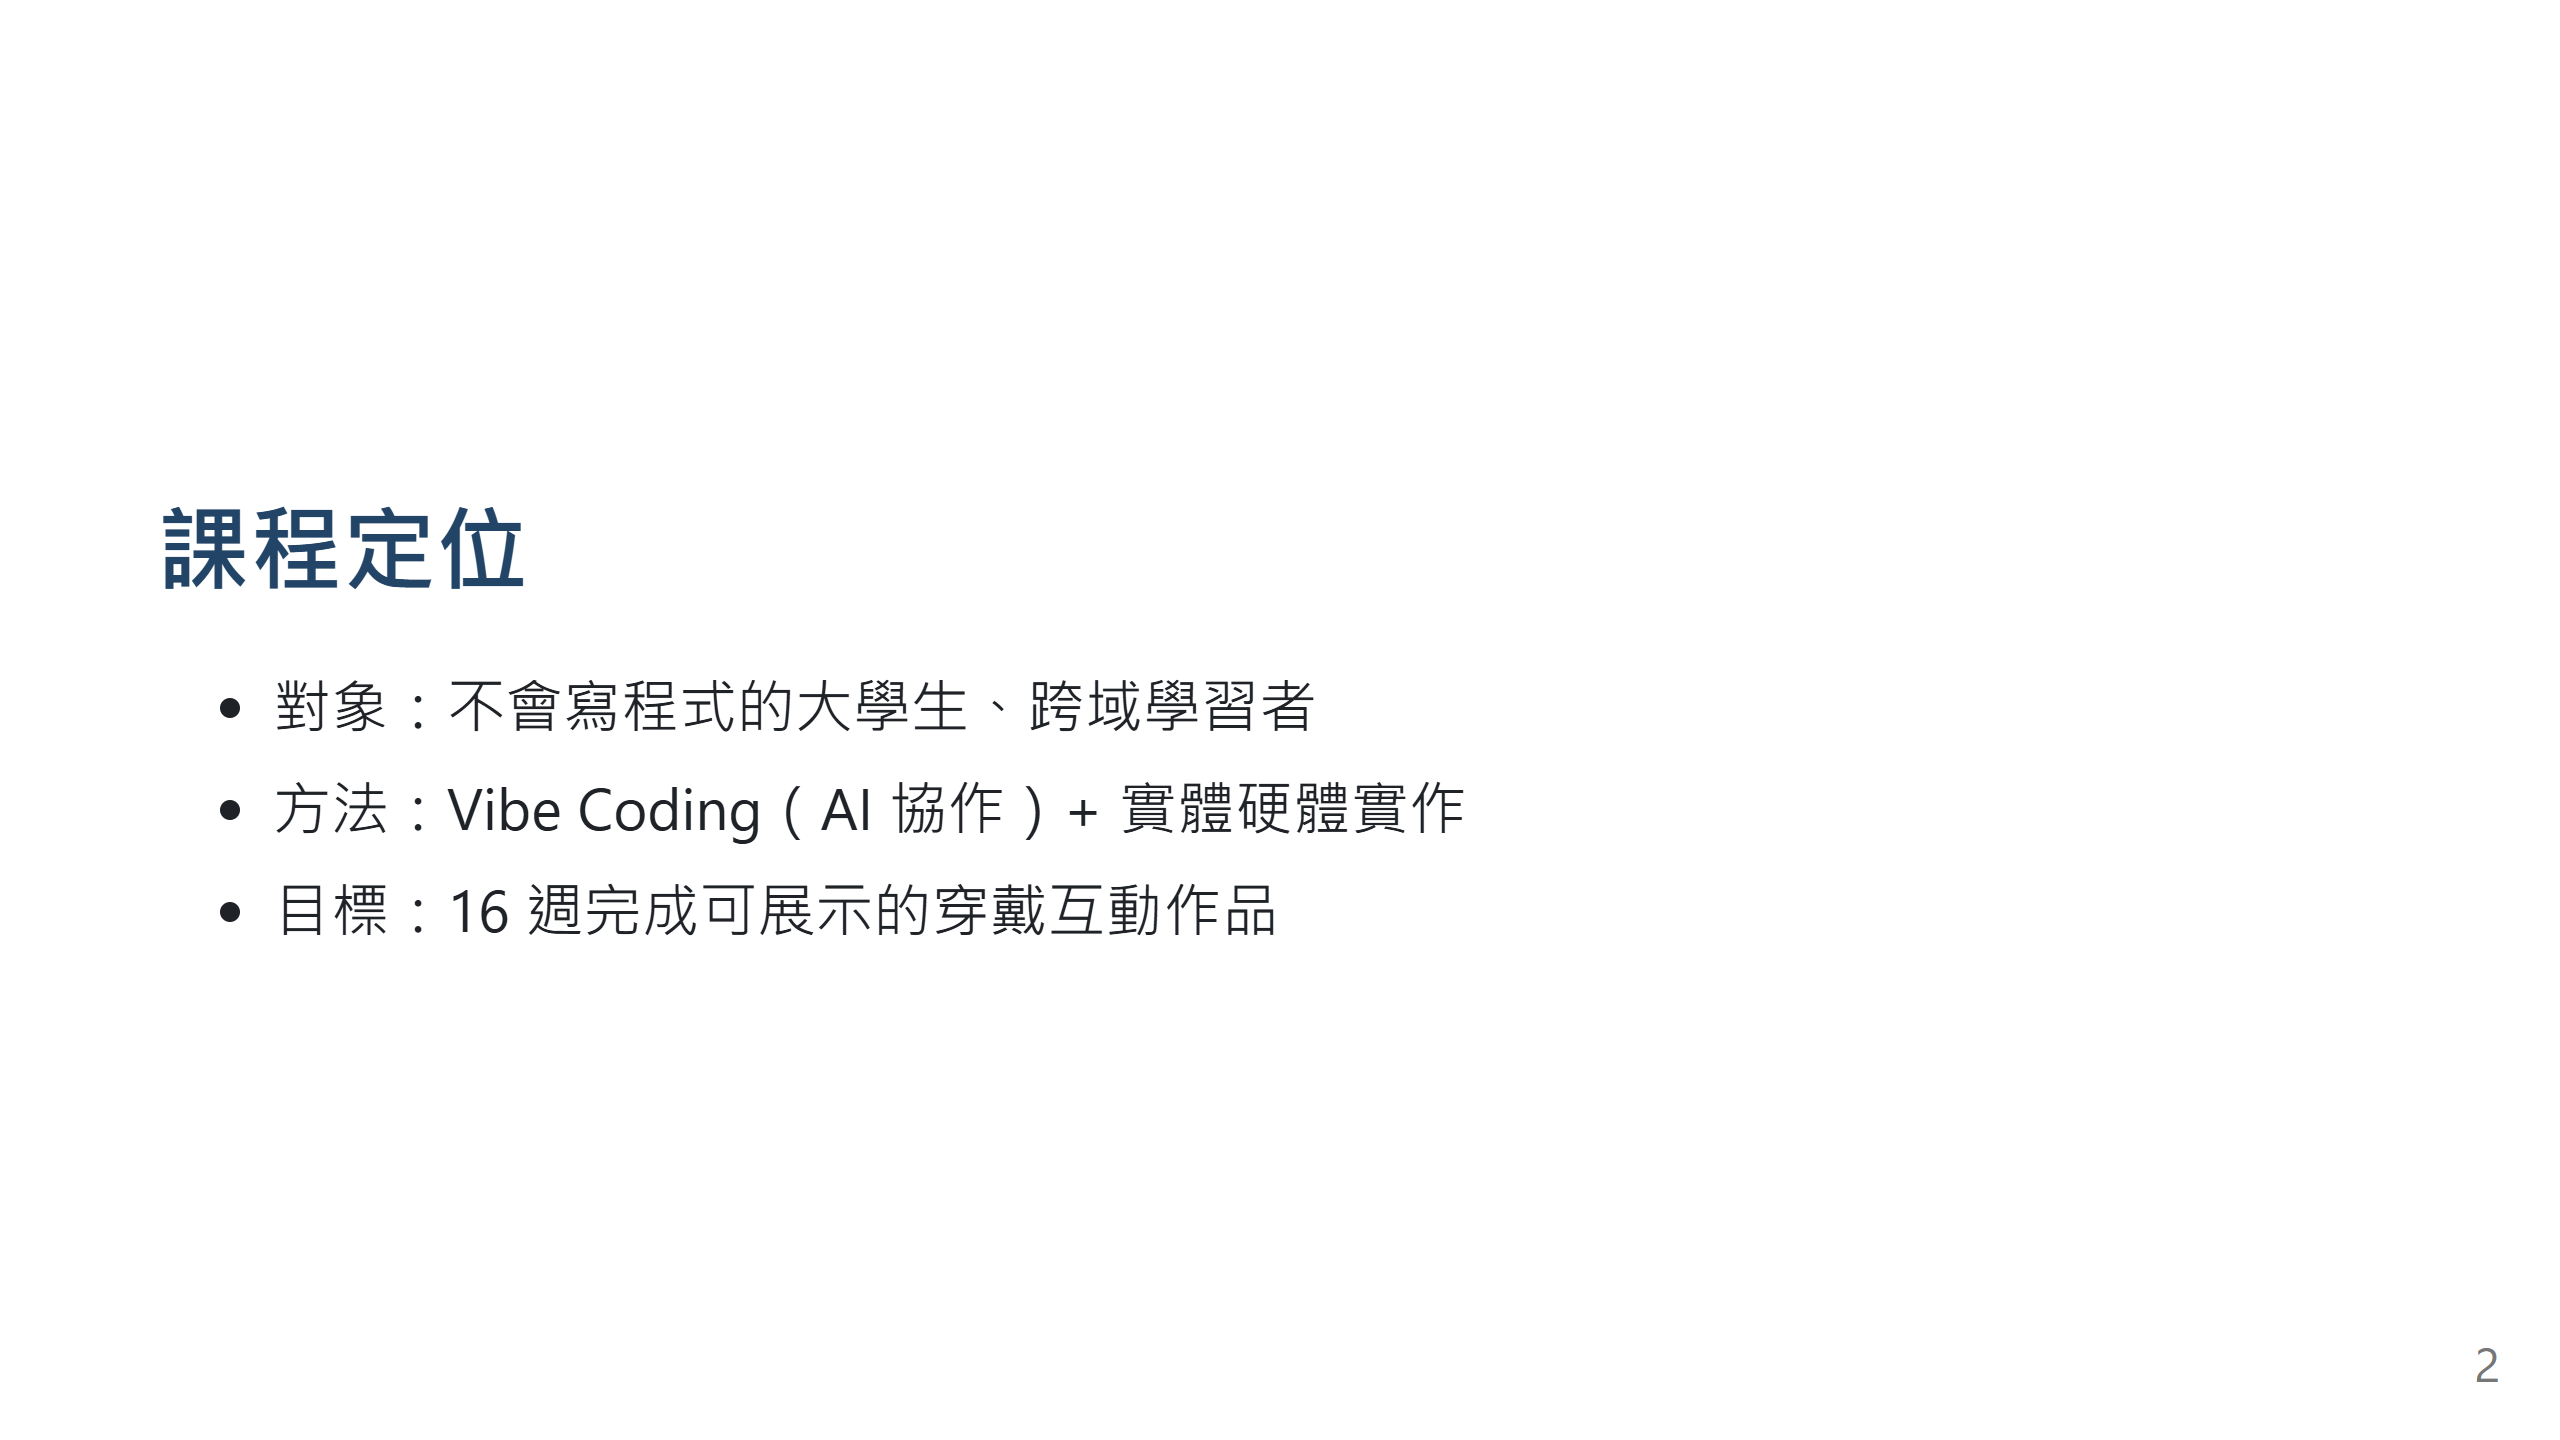 課程定位
• 對象：不會寫程式的大學生、跨域學習者
• 方法：Vibe Coding（AI 協作）+ 實體硬體實作
• 目標：16 週完成可展示的穿戴互動作品
2